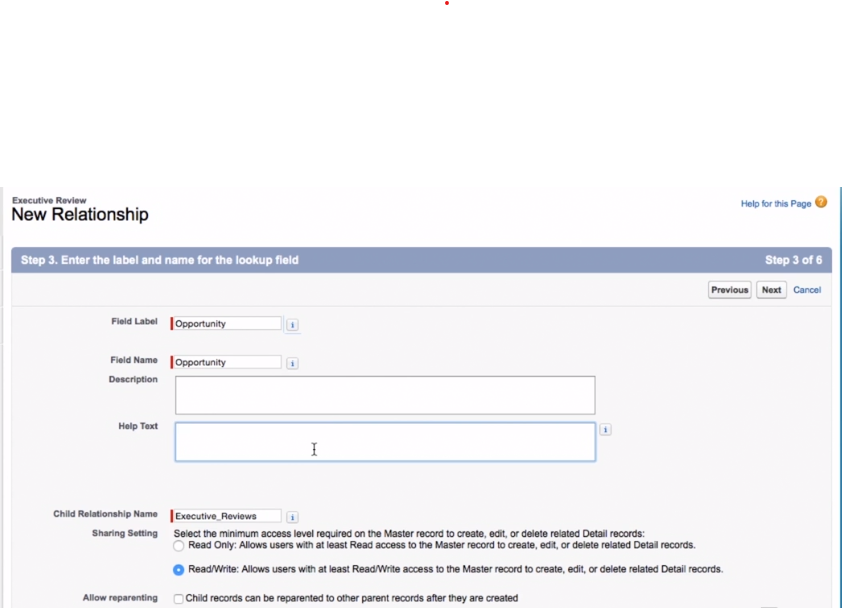 Executive Review
New Relationship
Help for this Page ?
Step 3. Enter the label and name for the lookup field
Step 3 of 6
Previous Next Cancel
Field Label Opportunity i
Field Name Opportunity i
Description
Help Text i
Child Relationship Name Executive_Reviews i
Sharing Setting Select the minimum access level required on the Master record to create, edit, or delete related Detail records:
Read Only: Allows users with at least Read access to the Master record to create, edit, or delete related Detail records.
Read/Write: Allows users with at least Read/Write access to the Master record to create, edit, or delete related Detail records.
Allow reparenting Child records can be reparented to other parent records after they are created